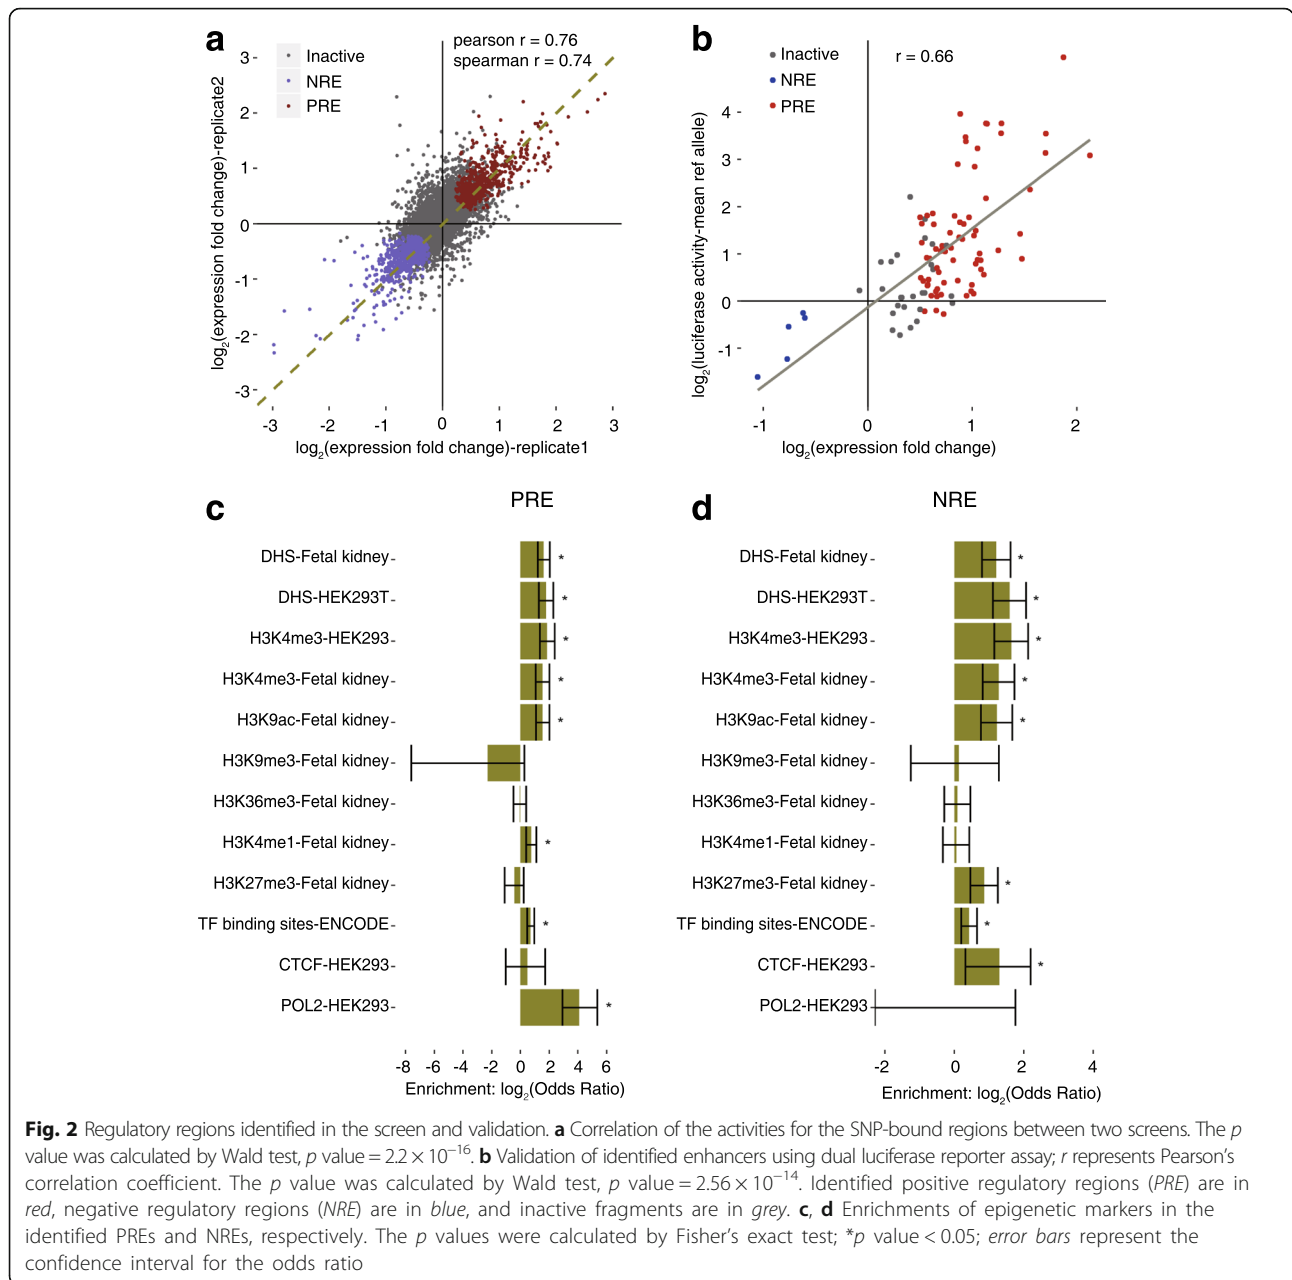 a
Inactive
NRE
PRE
pearson r = 0.76
spearman r = 0.74
log2(expression fold change)-replicate2
3
2
1
0
-1
-2
-3
-3 -2 -1 0 1 2 3
log2(expression fold change)-replicate1
b
Inactive
NRE
PRE
r = 0.66
log2(luciferase activity-mean ref allele)
4
3
2
1
0
-1
-1 0 1 2
log2(expression fold change)
c
PRE
DHS-Fetal kidney
*
DHS-HEK293T
*
H3K4me3-HEK293
*
H3K4me3-Fetal kidney
*
H3K9ac-Fetal kidney
*
H3K9me3-Fetal kidney
H3K36me3-Fetal kidney
H3K4me1-Fetal kidney
*
H3K27me3-Fetal kidney
TF binding sites-ENCODE
*
CTCF-HEK293
POL2-HEK293
*
-8 -6 -4 -2 0 2 4 6
Enrichment: log2(Odds Ratio)
d
NRE
DHS-Fetal kidney
*
DHS-HEK293T
*
H3K4me3-HEK293
*
H3K4me3-Fetal kidney
*
H3K9ac-Fetal kidney
*
H3K9me3-Fetal kidney
H3K36me3-Fetal kidney
H3K4me1-Fetal kidney
H3K27me3-Fetal kidney
*
TF binding sites-ENCODE
*
CTCF-HEK293
*
POL2-HEK293
-2 0 2 4
Enrichment: log2(Odds Ratio)
Fig. 2 Regulatory regions identified in the screen and validation. a Correlation of the activities for the SNP-bound regions between two screens. The p
value was calculated by Wald test, p value = 2.2 × 10−16. b Validation of identified enhancers using dual luciferase reporter assay; r represents Pearson's
correlation coefficient. The p value was calculated by Wald test, p value = 2.56 × 10−14. Identified positive regulatory regions (PRE) are in
red, negative regulatory regions (NRE) are in blue, and inactive fragments are in grey. c, d Enrichments of epigenetic markers in the
identified PREs and NREs, respectively. The p values were calculated by Fisher's exact test; *p value < 0.05; error bars represent the
confidence interval for the odds ratio